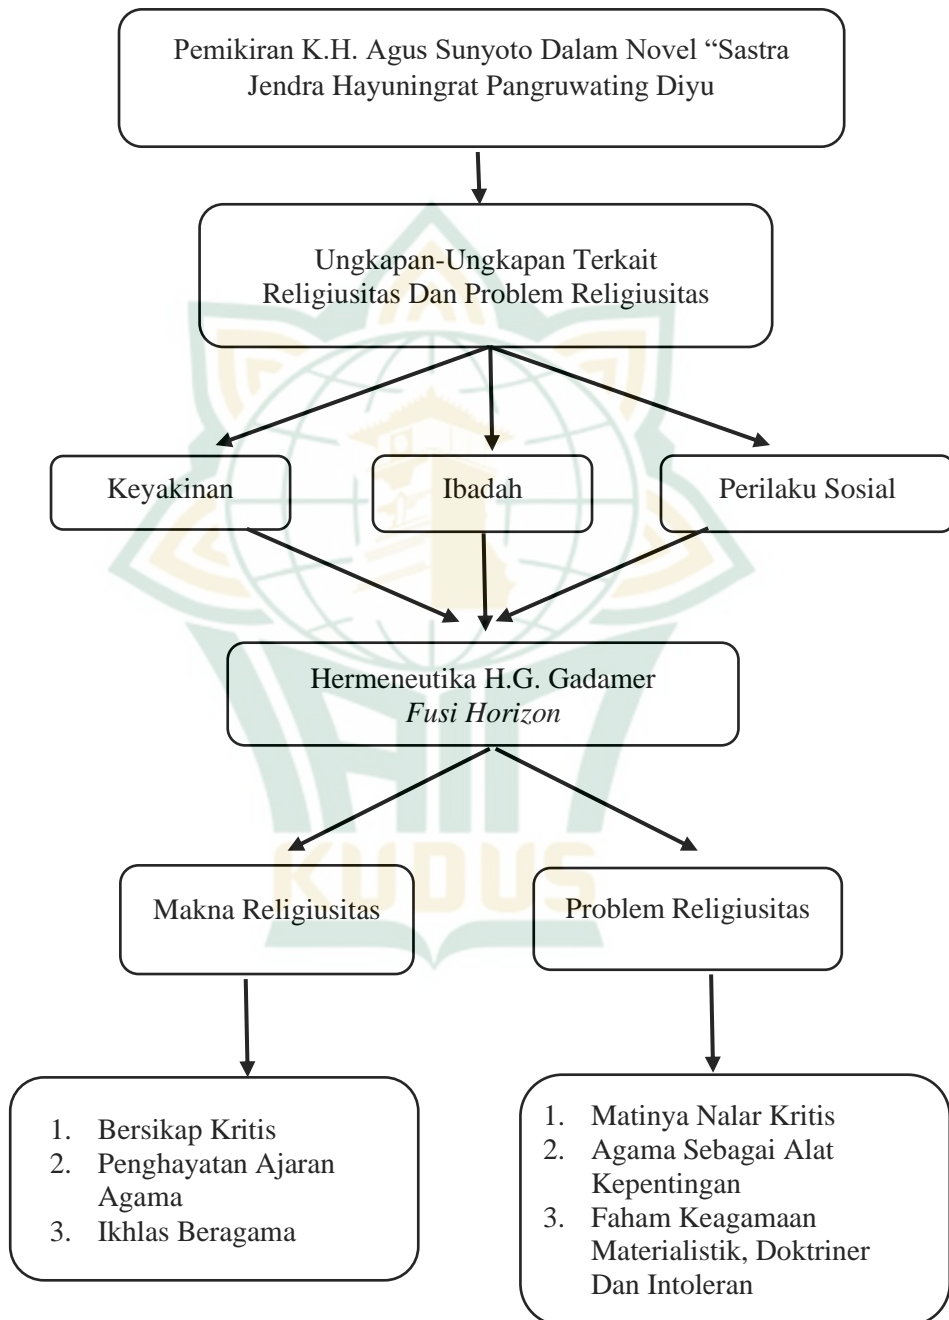 Pemikiran K.H. Agus Sunyoto Dalam Novel “Sastra
Jendra Hayuningrat Pangruwating Diyu
Ungkapan-Ungkapan Terkait
Religiusitas Dan Problem Religiusitas
Keyakinan
Ibadah
Perilaku Sosial
Hermeneutika H.G. Gadamer
Fusi Horizon
Makna Religiusitas
Problem Religiusitas
1. Bersikap Kritis
2. Penghayatan Ajaran
Agama
3. Ikhlas Beragama
1. Matinya Nalar Kritis
2. Agama Sebagai Alat
Kepentingan
3. Faham Keagamaan
Materialistik, Doktriner
Dan Intoleran
KUDUS